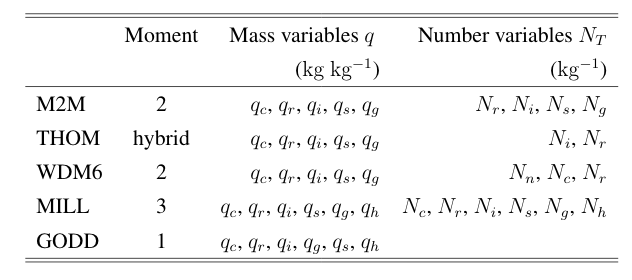 Moment Mass variables q Number variables N_T
(kg kg⁻¹) (kg⁻¹)
M2M 2 q_c, q_r, q_i, q_s, q_g N_r, N_i, N_s, N_g
THOM hybrid q_c, q_r, q_i, q_s, q_g N_i, N_r
WDM6 2 q_c, q_r, q_i, q_s, q_g N_n, N_c, N_r
MILL 3 q_c, q_r, q_i, q_s, q_g, q_h N_c, N_r, N_i, N_s, N_g, N_h
GODD 1 q_c, q_r, q_i, q_g, q_s, q_h